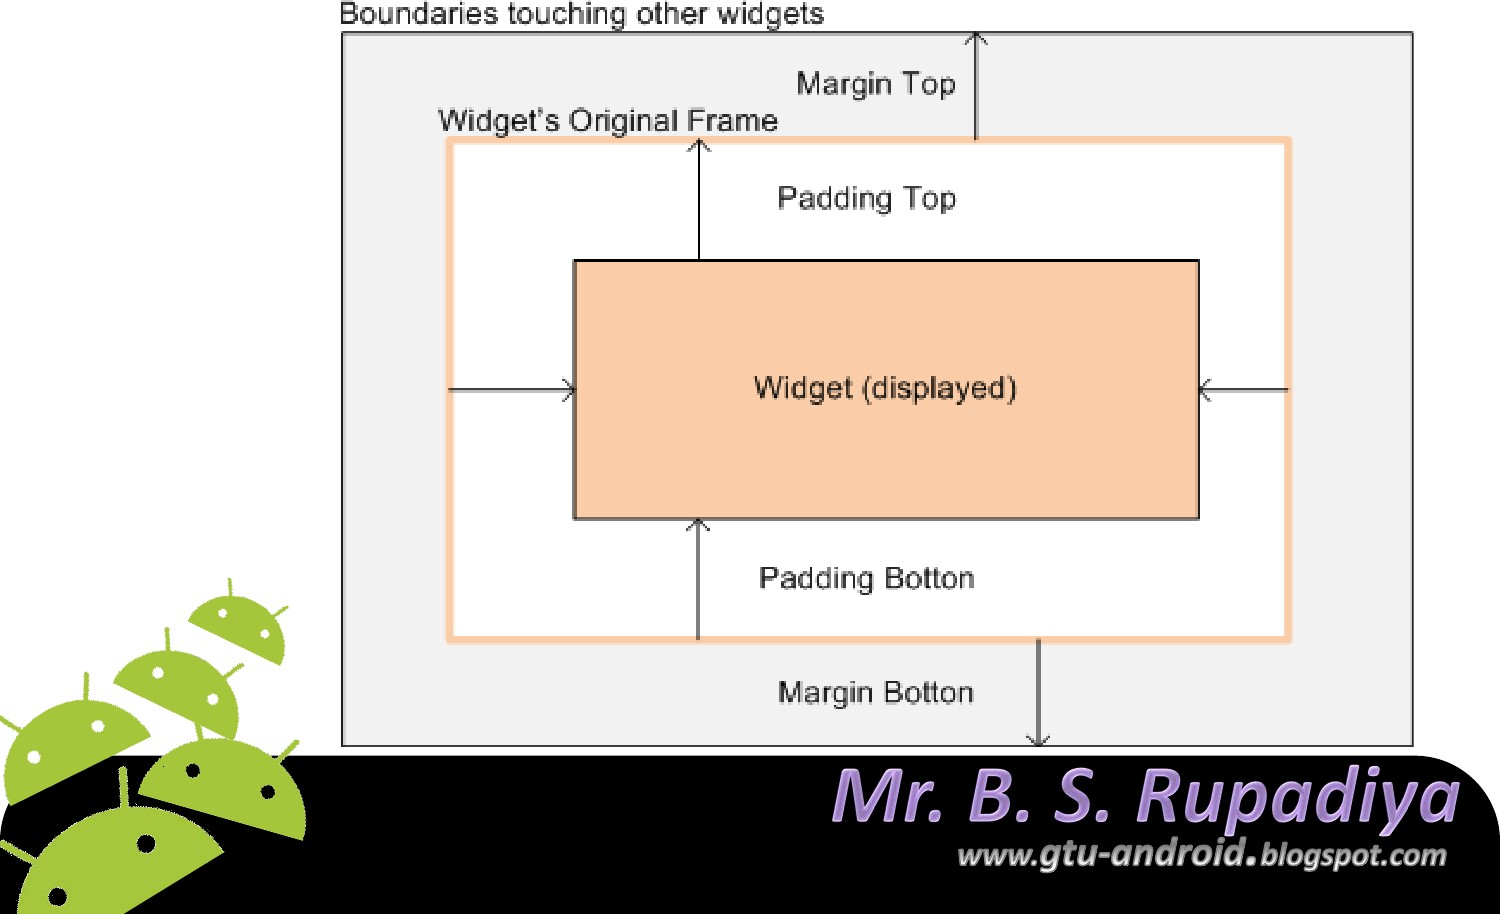 Boundaries touching other widgets
Margin Top
Widget's Original Frame
Padding Top
Widget (displayed)
Padding Botton
Margin Botton
Mr. B. S. Rupadiya
www.gtu-android.blogspot.com